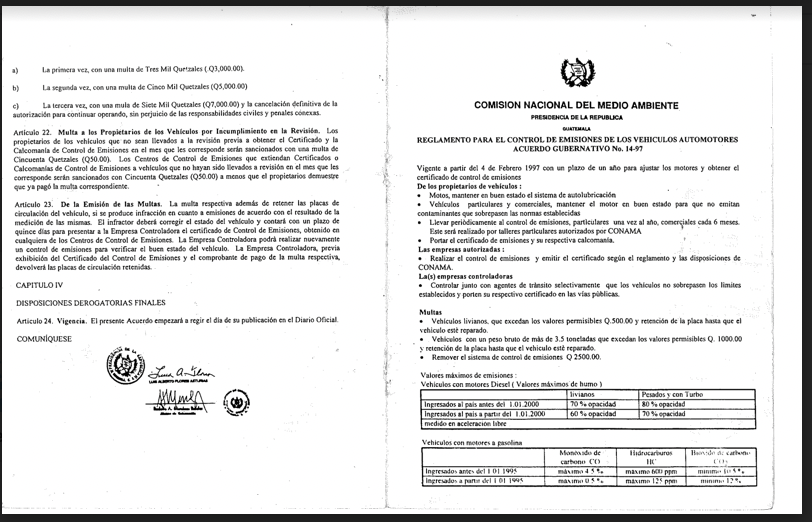 a) La primera vez, con una multa de Tres Mil Quetzales (.Q3,000.00).
b) La segunda vez, con una multa de Cinco Mil Quetzales (Q5,000.00)
c) La tercera vez, con una mula de Siete Mil Quetzales (Q7,000.00) y la cancelación definitiva de la
autorización para continuar operando, sin perjuicio de las responsabilidades civiles y penales conexas.
Artículo 22. Multa a los Propietarios de los Vehículos por Incumplimiento en la Revisión. Los
propietarios de vehículos que no sean llevados a la revisión previa a obtener el Certificado y la
Calcomanía de Control de Emisiones en el mes que les corresponde serán sancionados con una multa de
Cincuenta Quetzales (Q50.00). Los Centros de Control de Emisiones que extiendan Certificados o
Calcomanías de Control de Emisiones a vehículos que no hayan sido llevados a revisión en el mes que les
corresponde serán sancionados con Cincuenta Quetzales (Q50.00) a menos que el propietario demuestre
que ya pagó la multa correspondiente.
Artículo 23. De la Emisión de las Multas. La multa respectiva además de retener las placas de
circulación del vehículo, si se produce infracción en cuanto a emisiones de acuerdo con el resultado de la
medición de las mismas. El infractor deberá corregir el estado del vehículo y contará con un plazo de
quince días para presentar a la Empresa Controladora el certificado de Control de Emisiones, obtenido en
cualquiera de los Centros de Control de Emisiones. La Empresa Controladora podrá realizar nuevamente
un control de emisiones para verificar el buen estado del vehículo. La Empresa Controladora, previa
exhibición del Certificado del Control de Emisiones y el comprobante de pago de la multa respectiva,
devolverá las placas de circulación retenidas.
CAPITULO IV
DISPOSICIONES DEROGATORIAS FINALES
Artículo 24. Vigencia. El presente Acuerdo empezará a regir el día de su publicación en el Diario Oficial.
COMUNÍQUESE
LUIS ALBERTO FLORES ASTURIAS
COMISION NACIONAL DEL MEDIO AMBIENTE
PRESIDENCIA DE LA REPUBLICA
GUATEMALA
REGLAMENTO PARA EL CONTROL DE EMISIONES DE LOS VEHICULOS AUTOMOTORES
ACUERDO GUBERNATIVO No. 14-97
Vigente a partir del 4 de Febrero 1997 con un plazo de un año para ajustar los motores y obtener el
certificado de control de emisiones
De los propietarios de vehículos :
• Motos, mantener en buen estado el sistema de autolubricación
• Vehículos particulares y comerciales, mantener el motor en buen estado para que no emitan
contaminantes que sobrepasen las normas establecidas
• Llevar periódicamente al control de emisiones, particulares una vez al año, comerciales cada 6 meses.
Este será realizado por talleres particulares autorizados por CONAMA
• Portar el certificado de emisiones y su respectiva calcomanía.
Las empresas autorizadas :
• Realizar el control de emisiones y emitir el certificado según el reglamento y las disposiciones de
CONAMA.
La(s) empresas controladoras
• Controlar junto con agentes de tránsito selectivamente que los vehículos no sobrepasen los límites
establecidos y porten su respectivo certificado en las vías públicas.
Multas
• Vehículos livianos, que excedan los valores permisibles Q.500.00 y retención de la placa hasta que el
vehículo esté reparado.
• Vehículos con un peso bruto de más de 3.5 toneladas que excedan los valores permisibles Q. 1000.00
y retención de la placa hasta que el vehículo esté reparado.
• Remover el sistema de control de emisiones Q 2500.00.
Valores máximos de emisiones :
Vehículos con motores Diesel ( Valores máximos de humo )
livianos Pesados y con Turbo
Ingresados al país antes del 1.01.2000 70 % opacidad 80 % opacidad
Ingresados al país a partir del 1.01.2000 60 % opacidad 70 % opacidad
medido en aceleración libre
Vehículos con motores a gasolina
Monóxido de carbono CO Hidrocarburos HC Bióxido de carbono CO2
Ingresados antes del 1 01 1995 máximo 4 5 % máximo 600 ppm mínimo 10 5 %
Ingresados a partir del 1 01 1995 máximo 0 5 % máximo 125 ppm mínimo 12 %